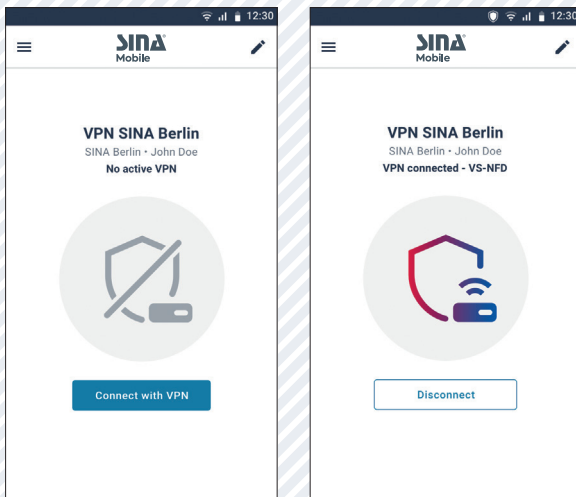 12:30
SINA
Mobile
VPN SINA Berlin
SINA Berlin • John Doe
No active VPN
Connect with VPN
12:30
SINA
Mobile
VPN SINA Berlin
SINA Berlin • John Doe
VPN connected - VS-NFD
Disconnect